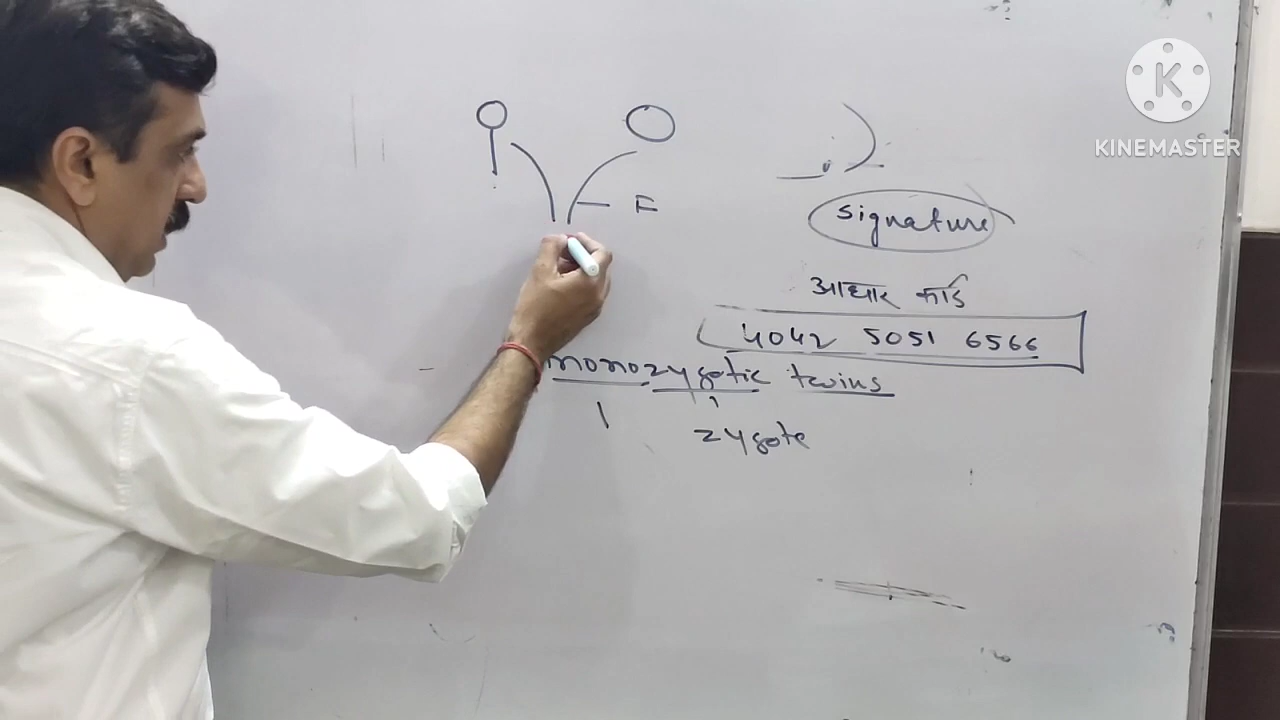 K
KINEMASTER
F
signature
आधार कार्ड
4042 5051 6566
monozygotic twins
1
zygote